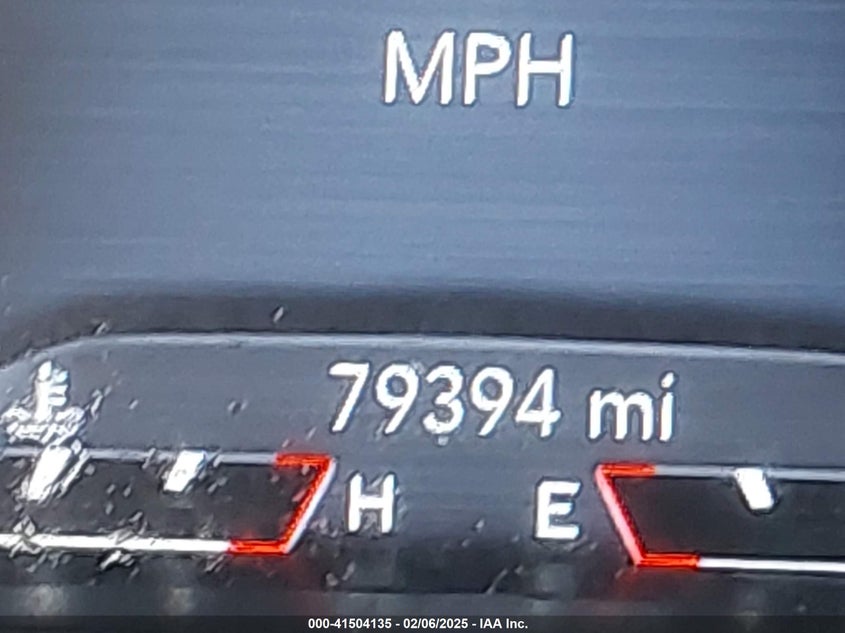 MPH
79394 mi
H E
000-41504135 - 02/06/2025 - IAA Inc.